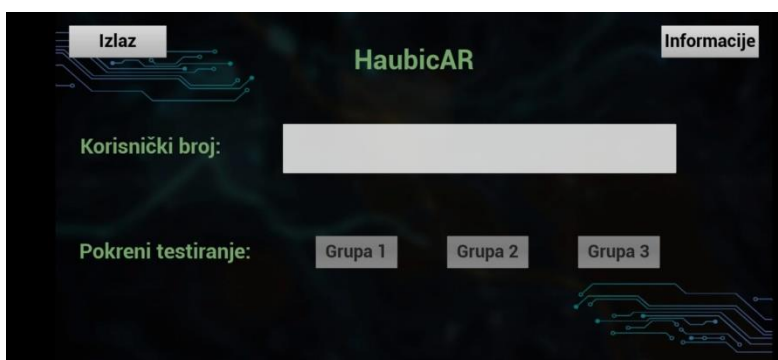 Izlaz
Informacije
HaubicAR
Korisnički broj:
Pokreni testiranje:
Grupa 1
Grupa 2
Grupa 3